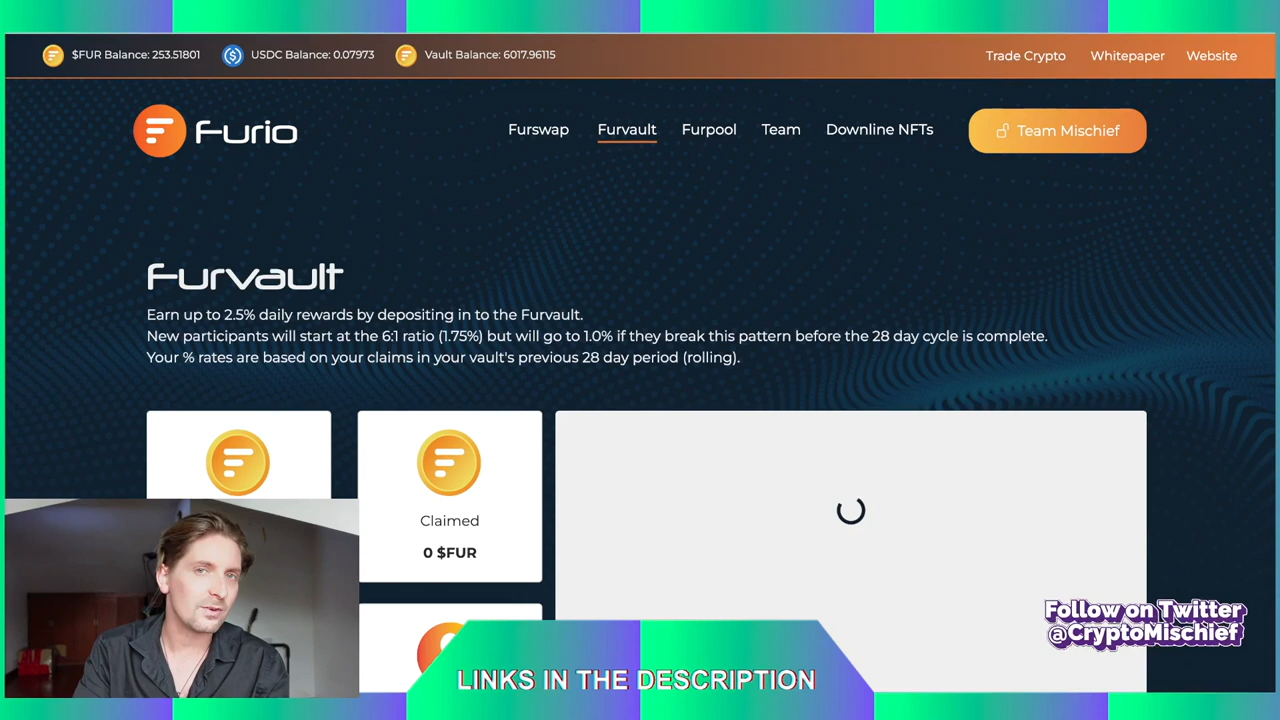 $FUR Balance: 253.51801 USDC Balance: 0.07973 Vault Balance: 6017.96115 Trade Crypto Whitepaper Website
Furio Furswap Furvault Furpool Team Downline NFTs Team Mischief
Furvault
Earn up to 2.5% daily rewards by depositing in to the Furvault.
New participants will start at the 6:1 ratio (1.75%) but will go to 1.0% if they break this pattern before the 28 day cycle is complete.
Your % rates are based on your claims in your vault's previous 28 day period (rolling).
Claimed
0 $FUR
Follow on Twitter
@CryptoMischief
LINKS IN THE DESCRIPTION